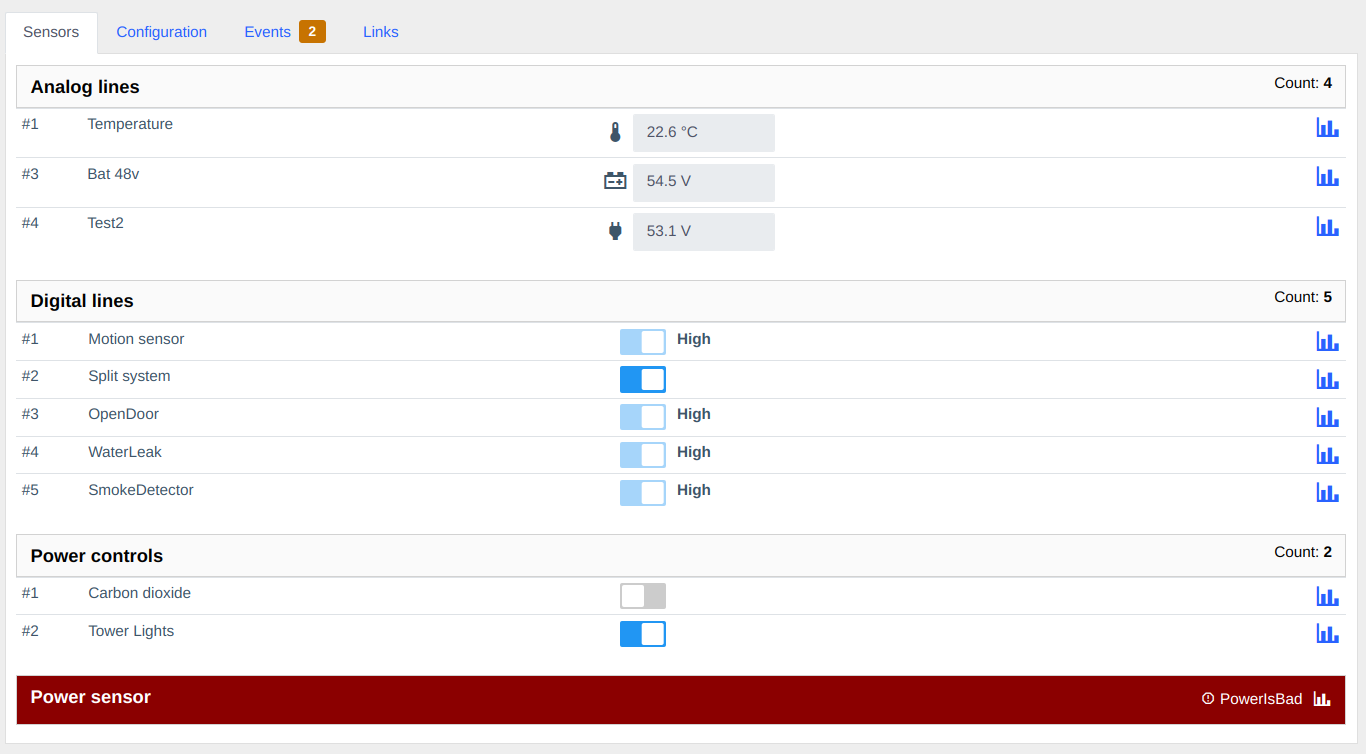 Sensors Configuration Events 2 Links
Analog lines Count: 4
#1 Temperature 22.6 °C
#3 Bat 48v 54.5 V
#4 Test2 53.1 V
Digital lines Count: 5
#1 Motion sensor High
#2 Split system
#3 OpenDoor High
#4 WaterLeak High
#5 SmokeDetector High
Power controls Count: 2
#1 Carbon dioxide
#2 Tower Lights
Power sensor PowerIsBad